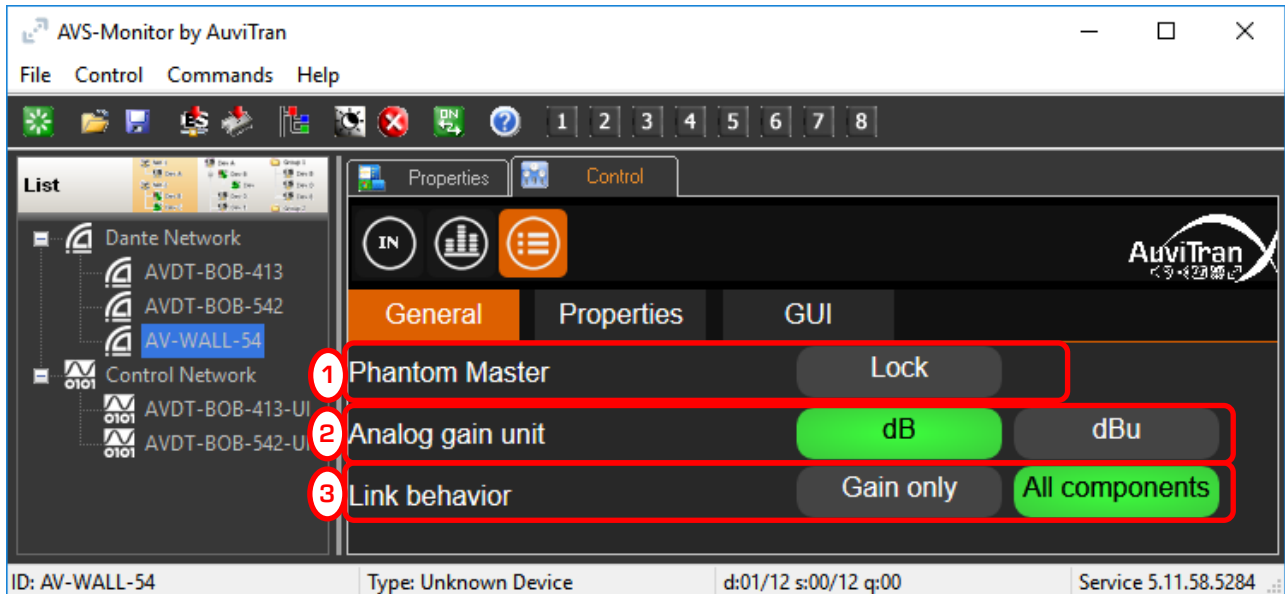 AVS-Monitor by AuviTran
File Control Commands Help
ON 1 2 3 4 5 6 7 8
List
Properties Control
Dante Network
AVDT-BOB-413
AVDT-BOB-542
AV-WALL-54
Control Network
0101
AVDT-BOB-413-UI
0101
AVDT-BOB-542-U
0101
IN
AuviTran
General Properties GUI
1 Phantom Master Lock
2 Analog gain unit dB dBu
3 Link behavior Gain only All components
ID: AV-WALL-54 Type: Unknown Device d:01/12 s:00/12 q:00 Service 5.11.58.5284